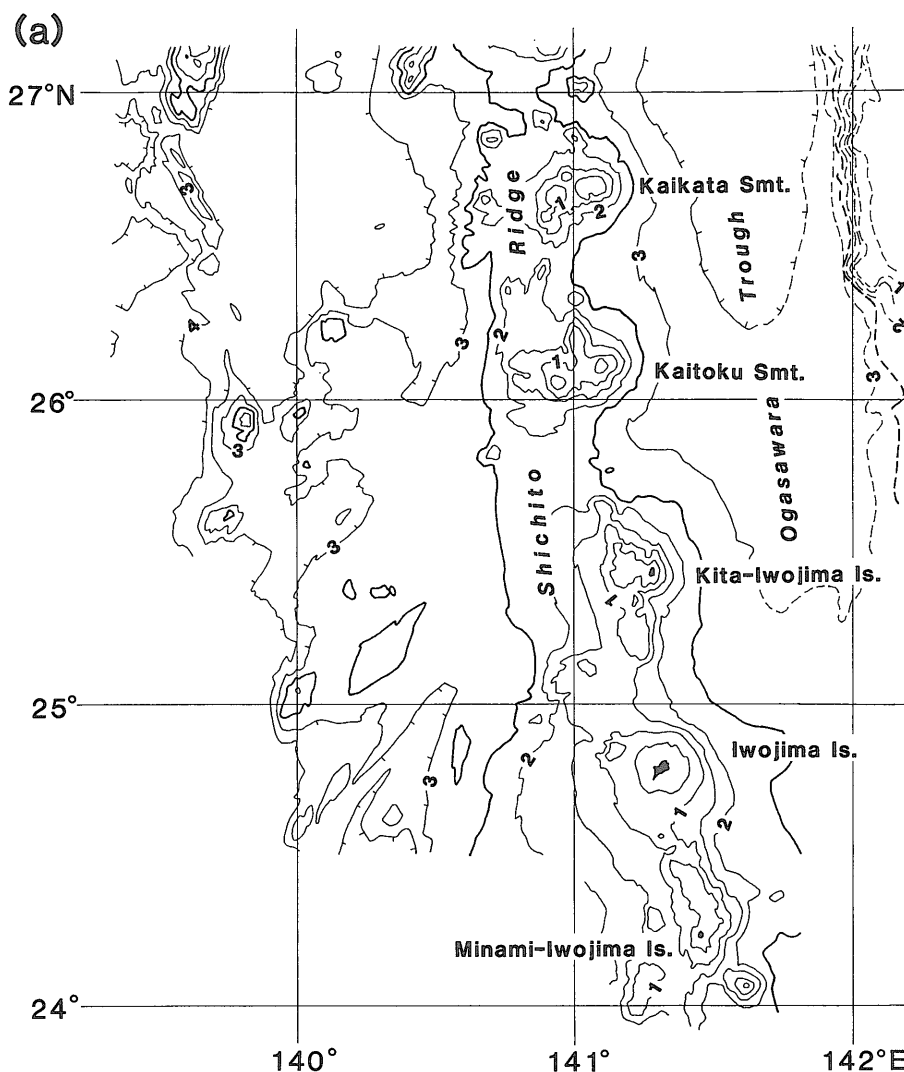 (a)
27°N
Kaikata Smt.
Ridge
1
2
3
3
Trough
1
2
4
3
2
1
Kaitoku Smt.
3
26°
3
Ogasawara
Shichito
3
Kita-Iwojima Is.
1
25°
Iwojima Is.
3
2
1
2
Minami-Iwojima Is.
1
24°
140°
141°
142°E